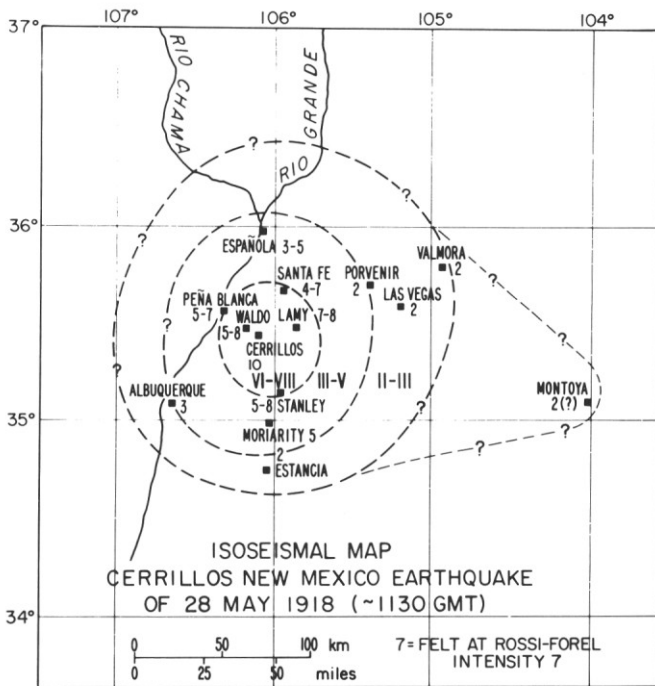 107° 106° 105° 104°
37°
RIO CHAMA
RIO GRANDE
?
?
36°
?
ESPAÑOLA 3-5
VALMORA
2
SANTA FE
4-7
PORVENIR
2
LAS VEGAS
2
PEÑA BLANCA
5-7
WALDO
5-8
LAMY 7-8
?
CERRILLOS
10
?
VI-VIII III-V II-III
?
ALBUQUERQUE
3
35°
5-8 STANLEY
MONTOYA
2(?)
?
MORIARITY 5
?
?
2
ESTANCIA
ISOSEISMAL MAP
CERRILLOS NEW MEXICO EARTHQUAKE
OF 28 MAY 1918 (~1130 GMT)
34°
0 50 100 km
0 25 50 miles
7=FELT AT ROSSI-FOREL
INTENSITY 7